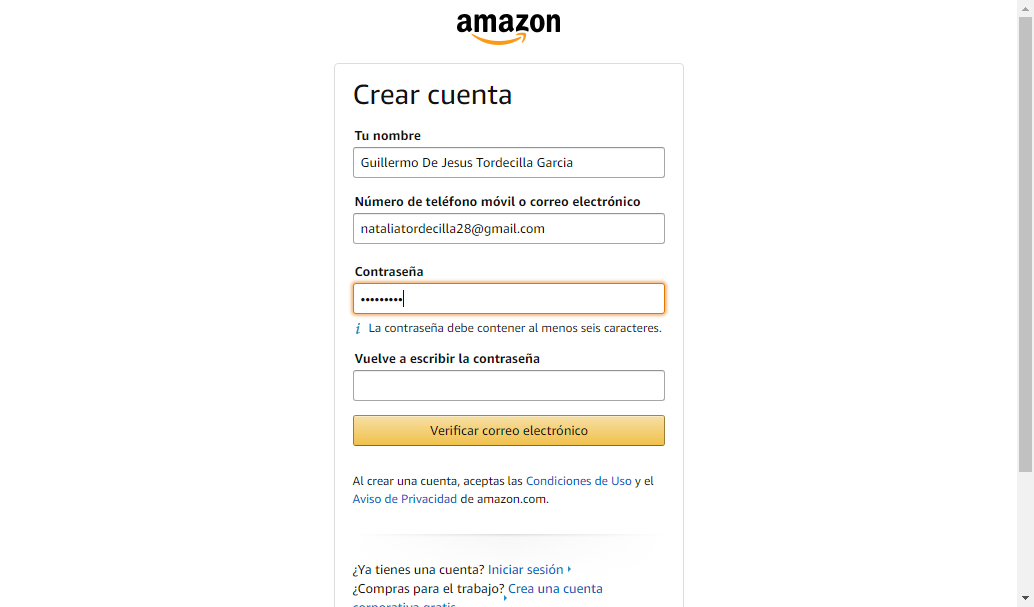 amazon
Crear cuenta
Tu nombre
Guillermo De Jesus Tordecilla Garcia
Número de teléfono móvil o correo electrónico
nataliatordecilla28@gmail.com
Contraseña
•••••••••
i La contraseña debe contener al menos seis caracteres.
Vuelve a escribir la contraseña
Verificar correo electrónico
Al crear una cuenta, aceptas las Condiciones de Uso y el
Aviso de Privacidad de amazon.com.
¿Ya tienes una cuenta? Iniciar sesión
¿Compras para el trabajo? Crea una cuenta
corporativa gratis